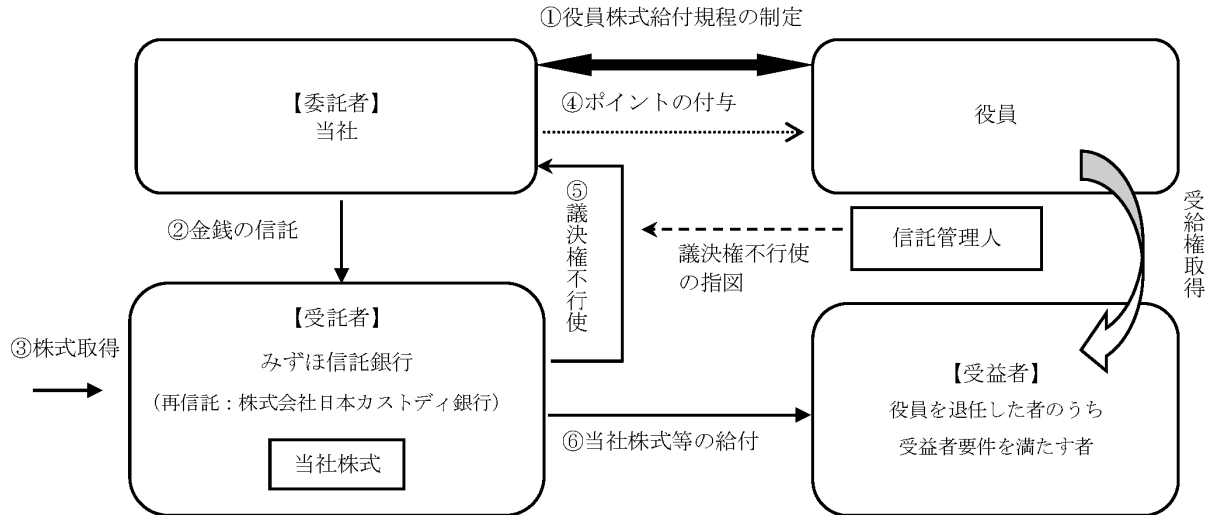 ①役員株式給付規程の制定
【委託者】
当社
④ポイントの付与
役員
②金銭の信託
⑤議決権不行使
議決権不行使
の指図
信託管理人
受給権取得
③株式取得
【受託者】
みずほ信託銀行
(再信託：株式会社日本カストディ銀行)
当社株式
⑥当社株式等の給付
【受益者】
役員を退任した者のうち
受益者要件を満たす者